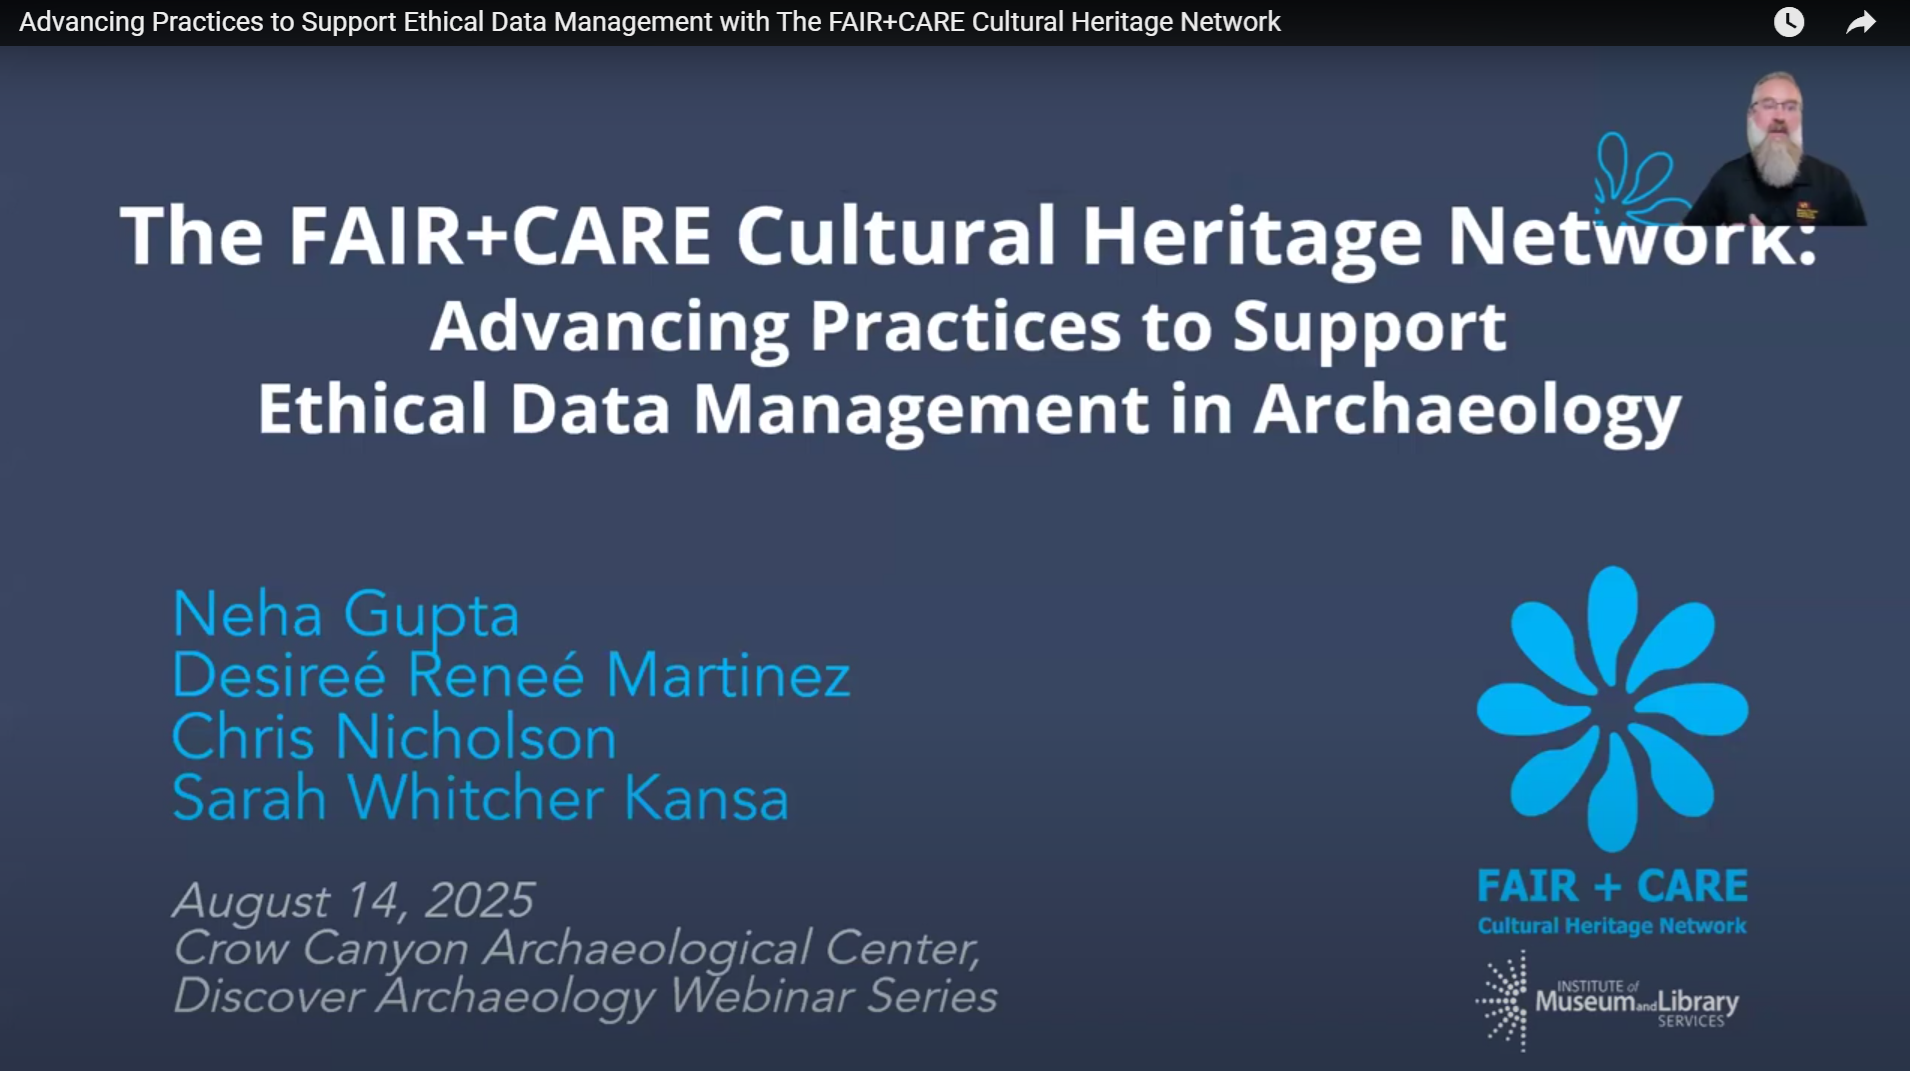 Advancing Practices to Support Ethical Data Management with The FAIR+CARE Cultural Heritage Network
The FAIR+CARE Cultural Heritage Network:
Advancing Practices to Support
Ethical Data Management in Archaeology
Neha Gupta
Desireé Reneé Martinez
Chris Nicholson
Sarah Whitcher Kansa
August 14, 2025
Crow Canyon Archaeological Center,
Discover Archaeology Webinar Series
FAIR + CARE
Cultural Heritage Network
INSTITUTE of
Museum and Library
SERVICES